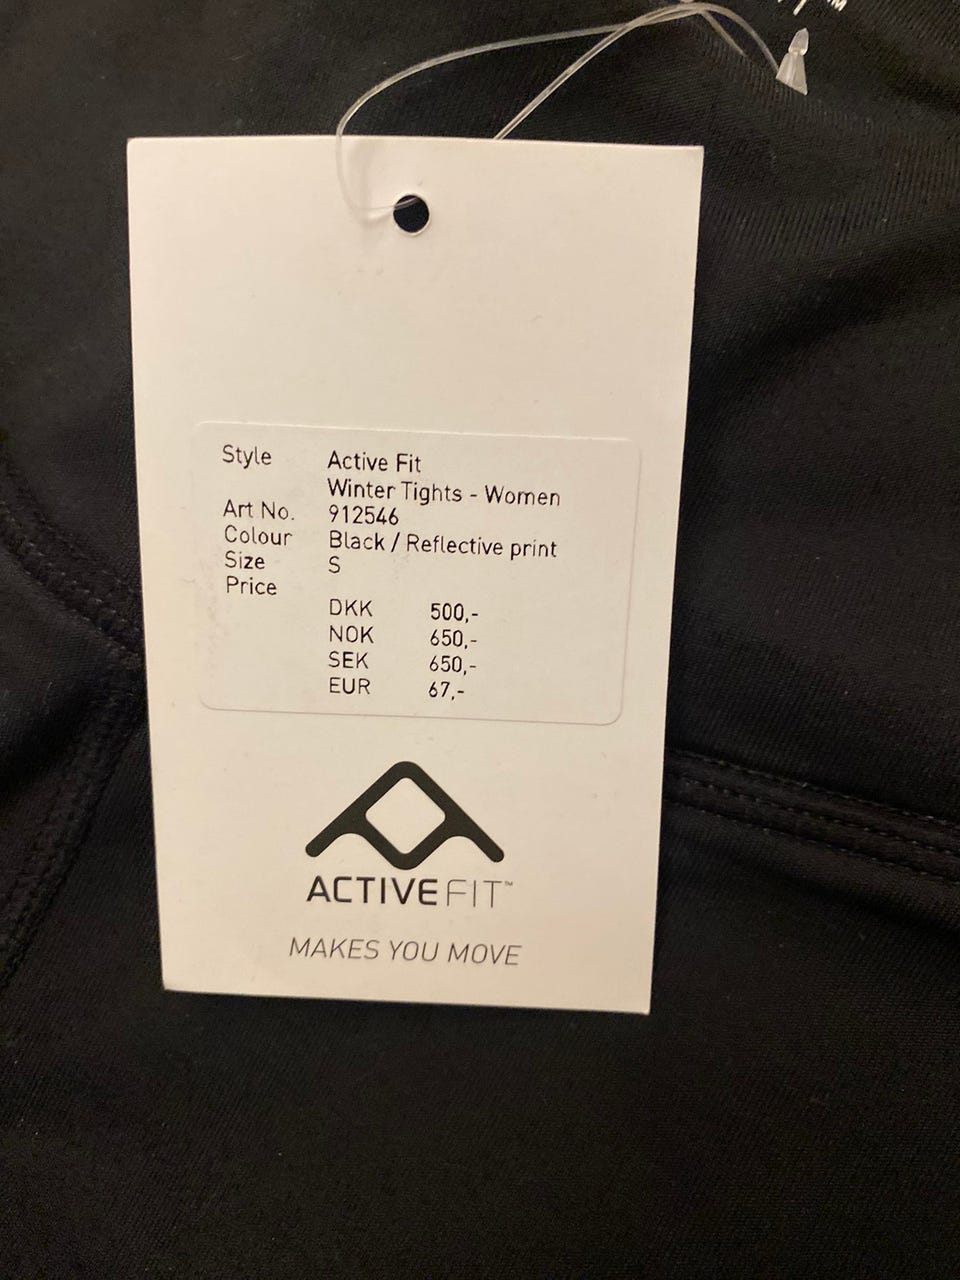 Style Active Fit
Winter Tights - Women
Art No. 912546
Colour Black / Reflective print
Size S
Price
DKK 500,-
NOK 650,-
SEK 650,-
EUR 67,-
ACTIVEFIT™
MAKES YOU MOVE